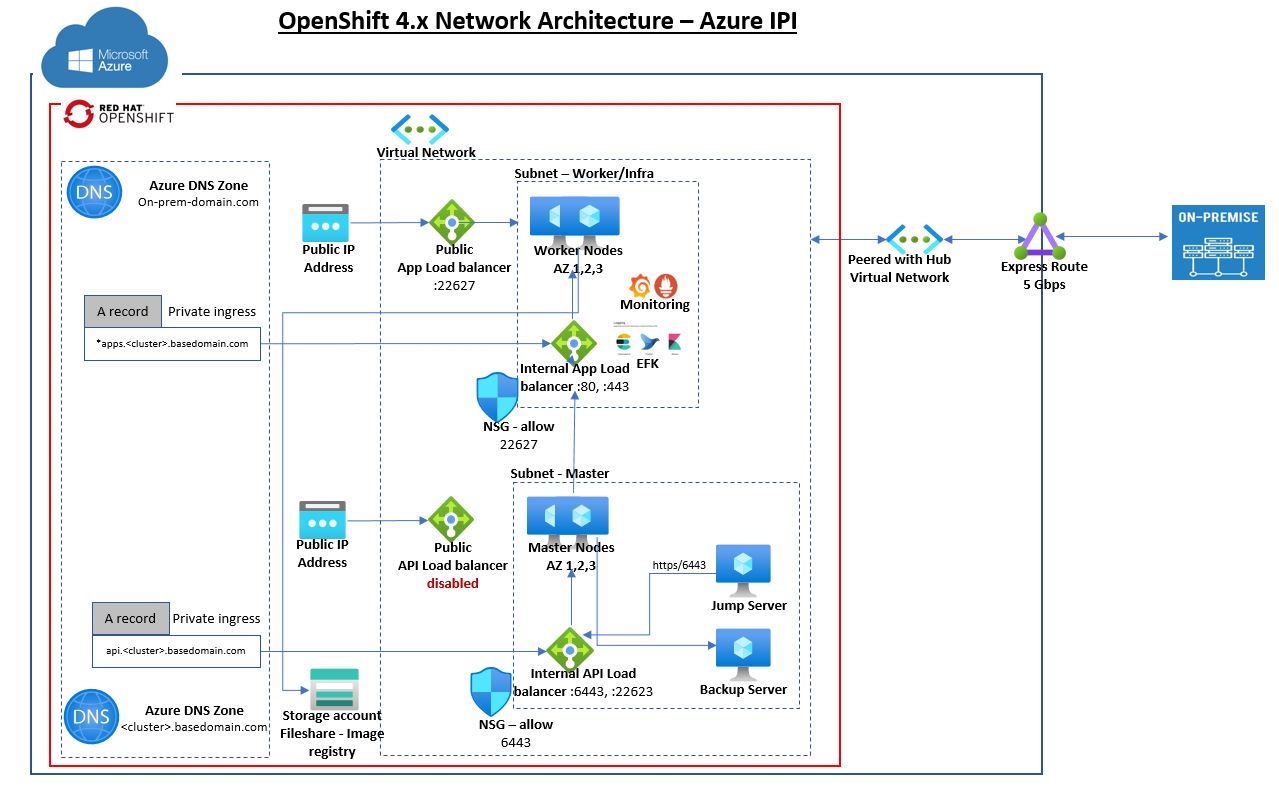 OpenShift 4.x Network Architecture – Azure IPI
Microsoft
Azure
RED HAT
OPENSHIFT
Virtual Network
DNS
Azure DNS Zone
On-prem-domain.com
Public IP
Address
Public
App Load balancer
:22627
Subnet – Worker/Infra
Worker Nodes
AZ 1,2,3
Monitoring
EFK
Internal App Load
balancer :80, :443
NSG - allow
22627
A record
Private ingress
*apps.<cluster>.basedomain.com
Peered with Hub
Virtual Network
Express Route
5 Gbps
ON-PREMISE
Subnet - Master
Public IP
Address
Public
API Load balancer
disabled
Master Nodes
AZ 1,2,3
https/6443
Jump Server
Backup Server
Internal API Load
balancer :6443, :22623
NSG – allow
6443
A record
Private ingress
api.<cluster>.basedomain.com
DNS
Azure DNS Zone
<cluster>.basedomain.com
Storage account
Fileshare - Image
registry